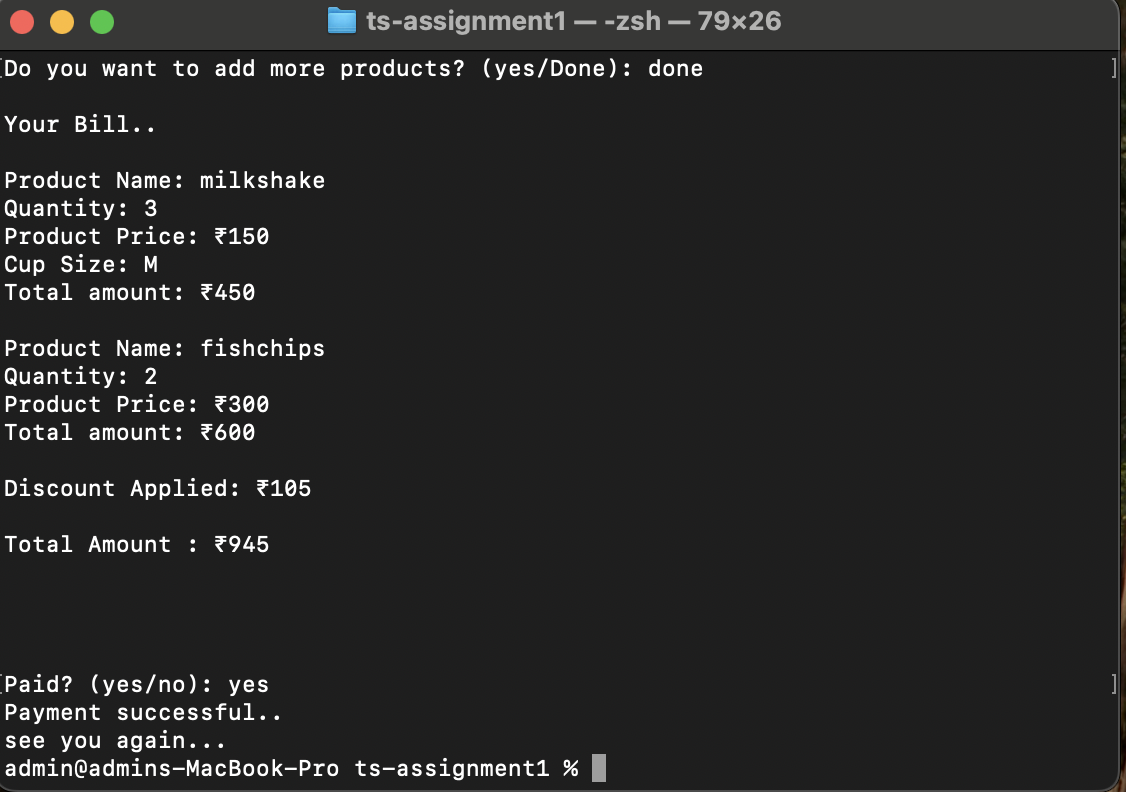 ts-assignment1 — -zsh — 79×26
[Do you want to add more products? (yes/Done): done ]
Your Bill..
Product Name: milkshake
Quantity: 3
Product Price: ₹150
Cup Size: M
Total amount: ₹450
Product Name: fishchips
Quantity: 2
Product Price: ₹300
Total amount: ₹600
Discount Applied: ₹105
Total Amount : ₹945
[Paid? (yes/no): yes ]
Payment successful..
see you again...
admin@admins-MacBook-Pro ts-assignment1 %